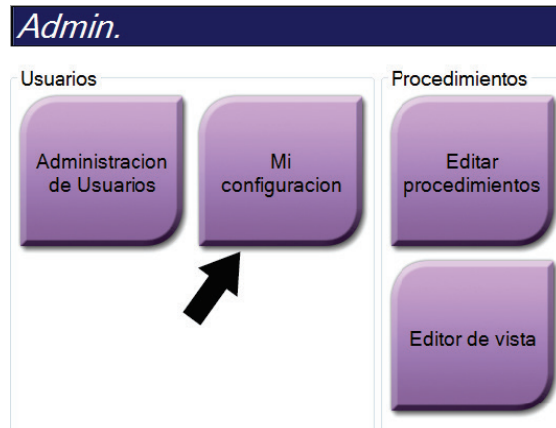 Admin.
Usuarios
Administracion
de Usuarios
Mi
configuracion
Procedimientos
Editar
procedimientos
Editor de vista